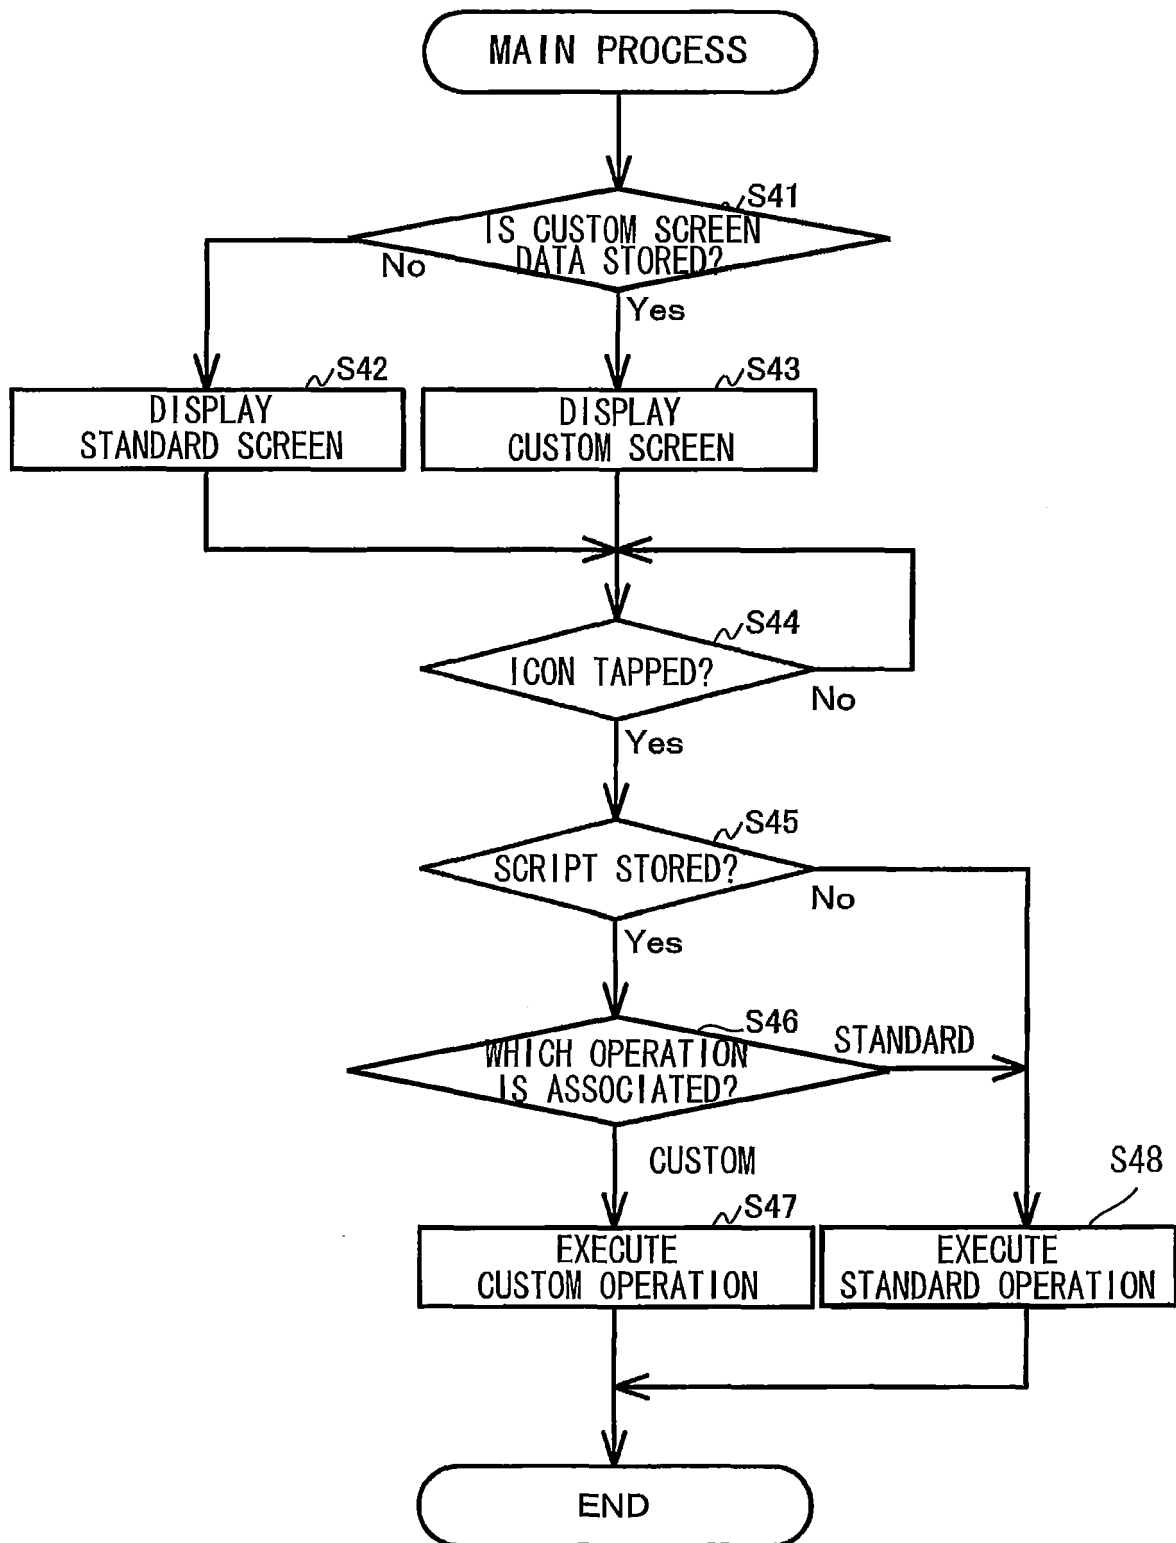 MAIN PROCESS
S41
IS CUSTOM SCREEN
DATA STORED?
No
Yes
S42
S43
DISPLAY
STANDARD SCREEN
DISPLAY
CUSTOM SCREEN
S44
ICON TAPPED?
No
Yes
S45
SCRIPT STORED?
No
Yes
S46
STANDARD
WHICH OPERATION
IS ASSOCIATED?
CUSTOM
S48
S47
EXECUTE
CUSTOM OPERATION
EXECUTE
STANDARD OPERATION
END